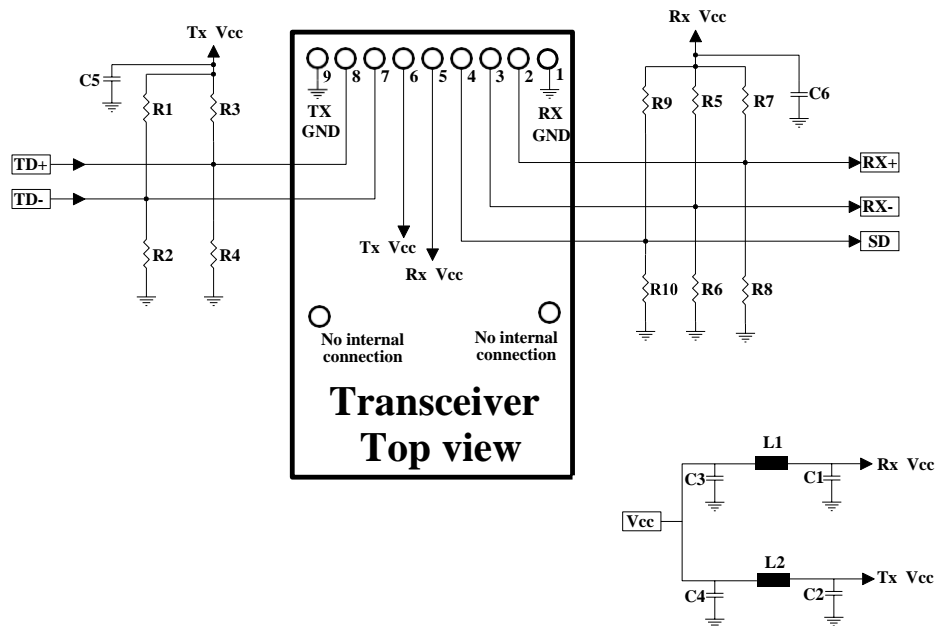 Tx Vcc
Rx Vcc
C5
R1
R3
9 8 7 6 5 4 3 2 1
TX
GND
RX
GND
R9
R5
R7
C6
TD+
TD-
RX+
RX-
SD
R2
R4
Tx Vcc
Rx Vcc
R10
R6
R8
No internal
connection
No internal
connection
Transceiver
Top view
L1
C3
C1
Rx Vcc
Vcc
L2
C4
C2
Tx Vcc